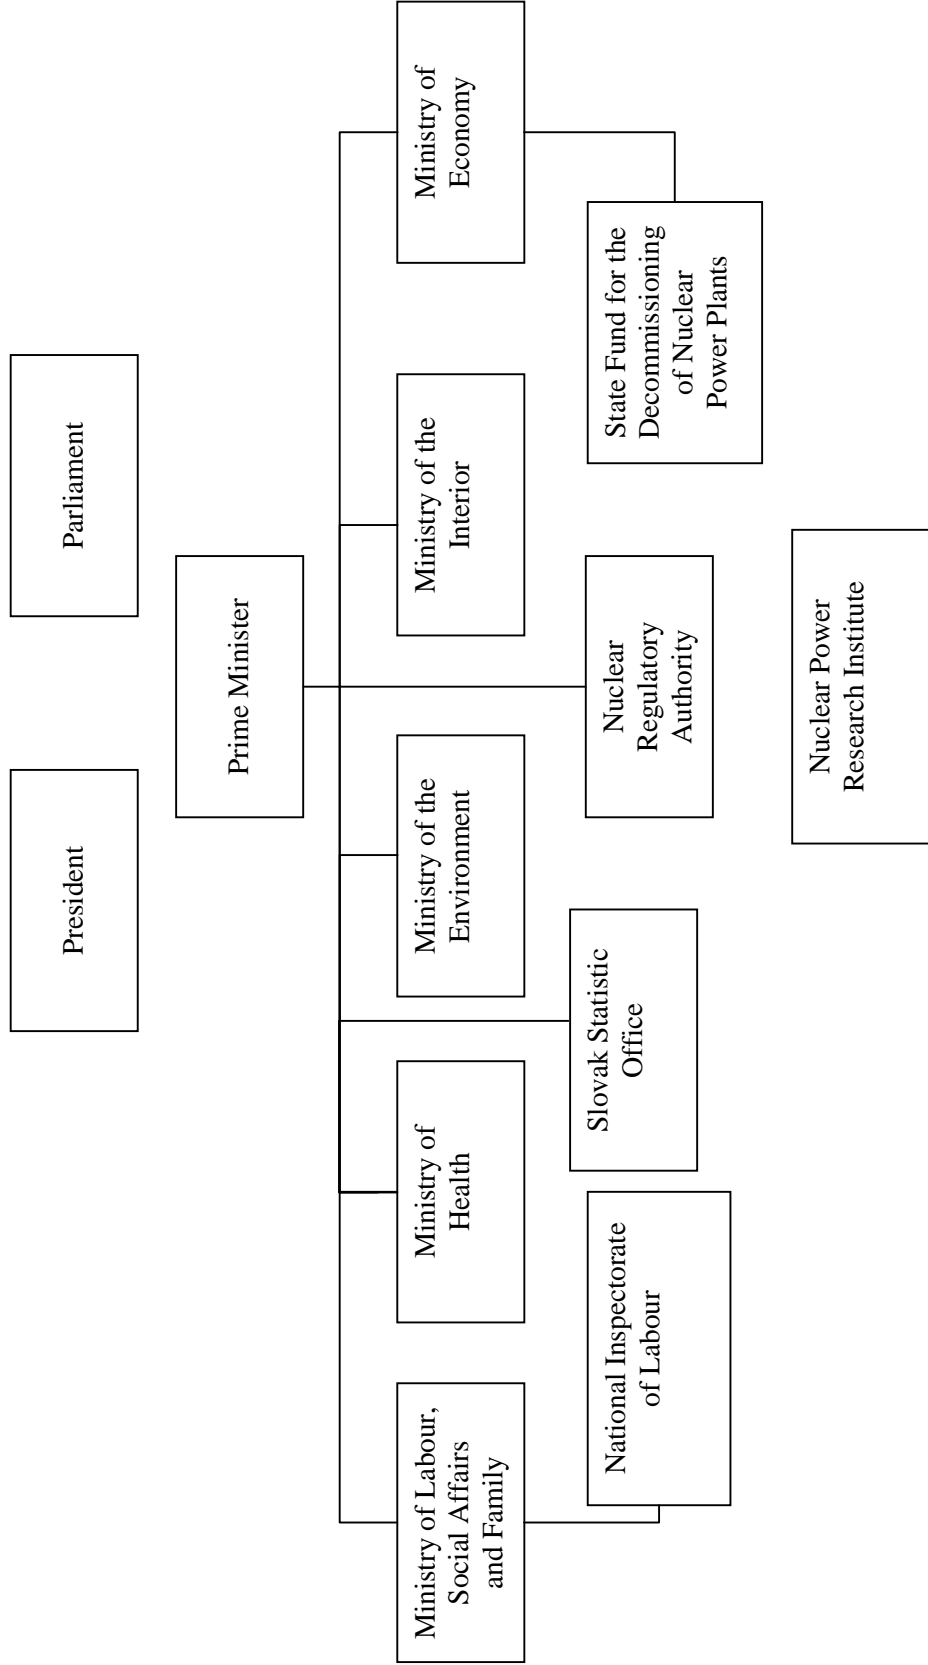 President
Parliament
Prime Minister
Ministry of Labour,
Social Affairs
and Family
Ministry of
Health
Ministry of the
Environment
Ministry of the
Interior
Ministry of
Economy
National Inspectorate
of Labour
Slovak Statistic
Office
Nuclear
Regulatory
Authority
State Fund for the
Decommissioning
of Nuclear
Power Plants
Nuclear Power
Research Institute